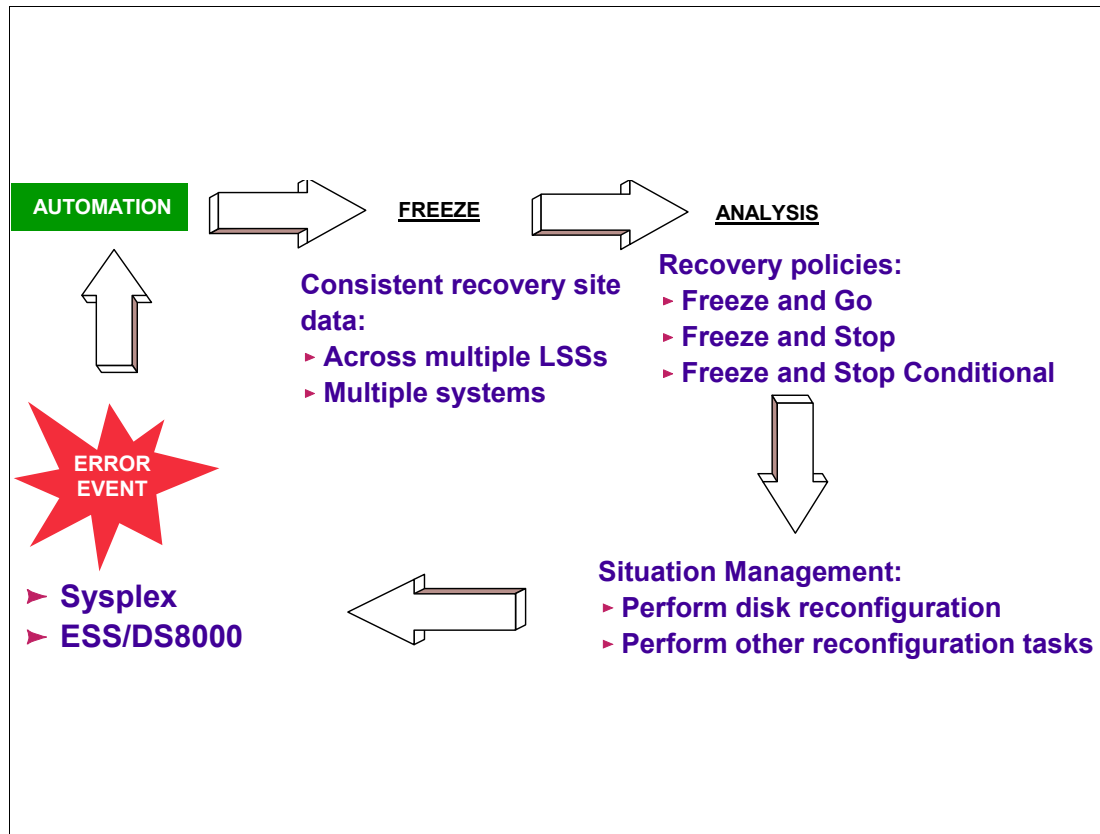 AUTOMATION
FREEZE
ANALYSIS
Consistent recovery site
data:
Across multiple LSSs
Multiple systems
Recovery policies:
Freeze and Go
Freeze and Stop
Freeze and Stop Conditional
ERROR
EVENT
Sysplex
ESS/DS8000
Situation Management:
Perform disk reconfiguration
Perform other reconfiguration tasks